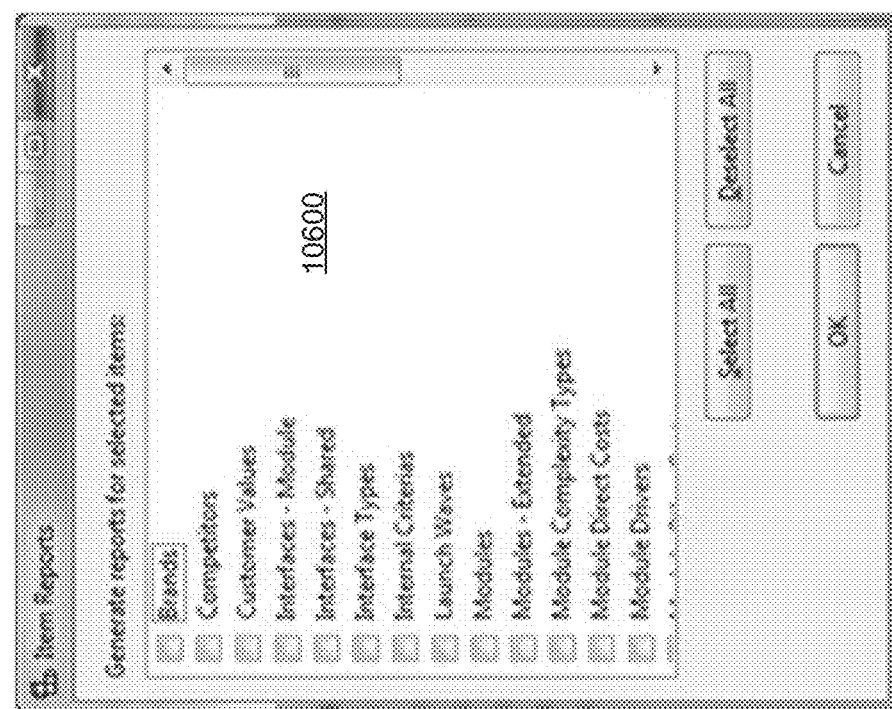 Item Reports
Generate reports for selected items:
Brands
Competitors
Customer Values
Interfaces - Module
Interfaces - Shared
Interface Types
Internal Criterias
Launch Waves
Modules
Modules - Extended
Module Complexity Types
Module Direct Costs
Module Drivers
10600
Select All
Deselect All
OK
Cancel